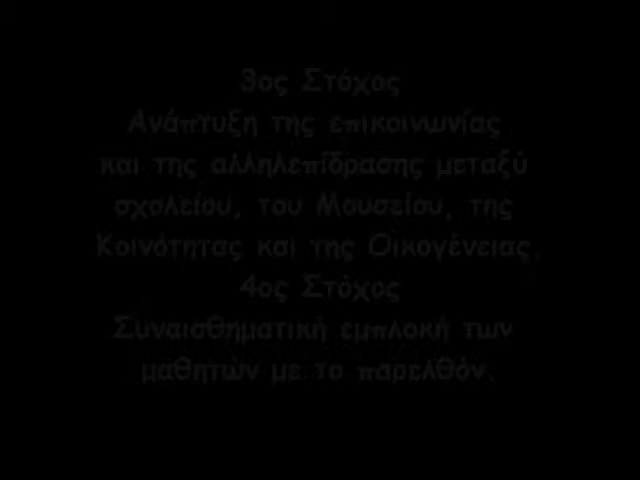 3ος Στόχος
Ανάπτυξη της επικοινωνίας
και της αλληλεπίδρασης μεταξύ
σχολείου, του Μουσείου, της
Κοινότητας και της Οικογένειας.
4ος Στόχος
Συναισθηματική εμπλοκή των
μαθητών με το παρελθόν.